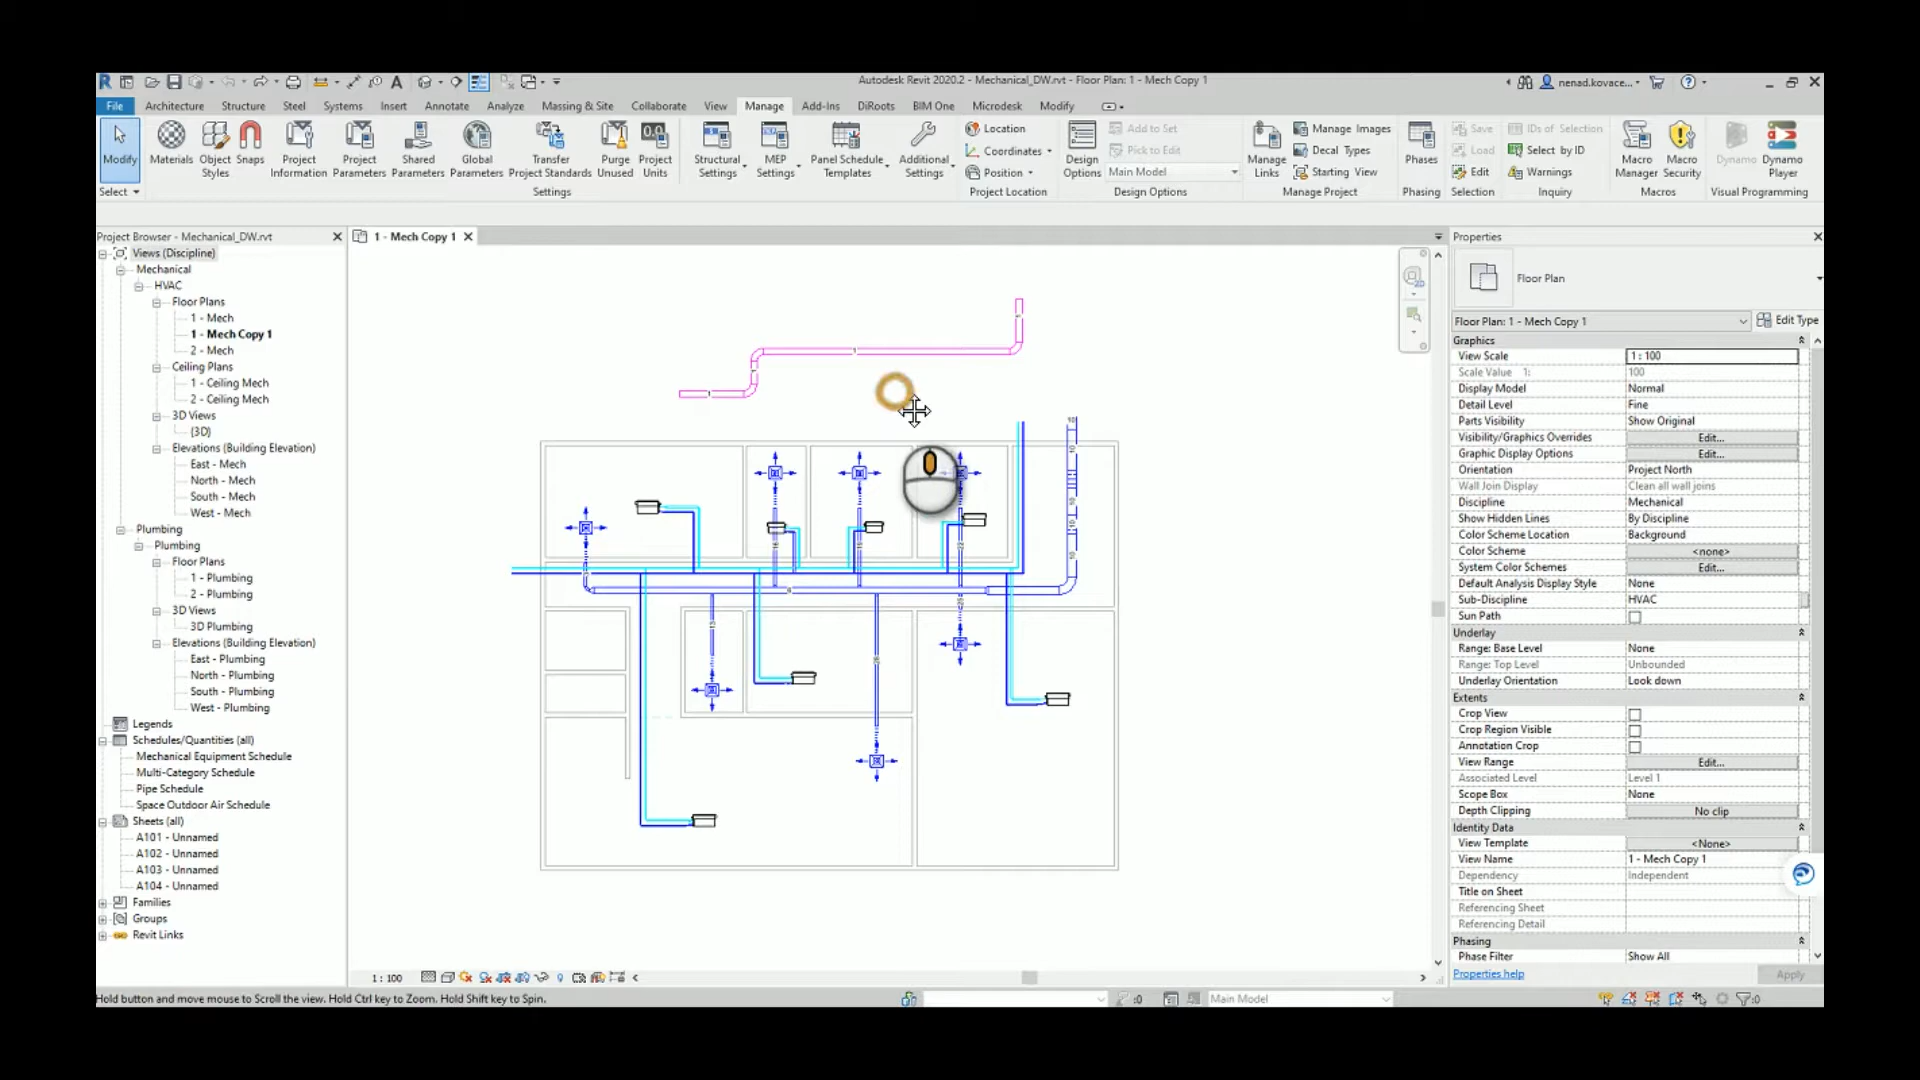 Autodesk Revit 2020.2 - Mechanical_DW.rvt - Floor Plan: 1 - Mech Copy 1
nenad.kovace...
File Architecture Structure Steel Systems Insert Annotate Analyze Massing & Site Collaborate View Manage Add-Ins DiRoots BIM One Microdesk Modify
Modify
Materials
Object Styles
Snaps
Project Information
Project Parameters
Shared Parameters
Global Parameters
Transfer Project Standards
Purge Unused
Project Units
Structural Settings
MEP Settings
Panel Schedule Templates
Additional Settings
Location
Coordinates
Position
Design Options
Add to Set
Pick to Edit
Main Model
Manage Links
Manage Images
Decal Types
Starting View
Phases
Save
Load
Edit
IDs of Selection
Select by ID
Warnings
Macro Manager
Macro Security
Dynamo
Dynamo Player
Select
Settings
Project Location
Design Options
Manage Project
Phasing
Selection
Inquiry
Macros
Visual Programming
Project Browser - Mechanical_DW.rvt
Views (Discipline)
Mechanical
HVAC
Floor Plans
1 - Mech
1 - Mech Copy 1
2 - Mech
Ceiling Plans
1 - Ceiling Mech
2 - Ceiling Mech
3D Views
{3D}
Elevations (Building Elevation)
East - Mech
North - Mech
South - Mech
West - Mech
Plumbing
Plumbing
Floor Plans
1 - Plumbing
2 - Plumbing
3D Views
3D Plumbing
Elevations (Building Elevation)
East - Plumbing
North - Plumbing
South - Plumbing
West - Plumbing
Legends
Schedules/Quantities (all)
Mechanical Equipment Schedule
Multi-Category Schedule
Pipe Schedule
Space Outdoor Air Schedule
Sheets (all)
A101 - Unnamed
A102 - Unnamed
A103 - Unnamed
A104 - Unnamed
Families
Groups
Revit Links
1 - Mech Copy 1
1 : 100
Properties
Floor Plan
Floor Plan: 1 - Mech Copy 1 Edit Type
Graphics
View Scale 1 : 100
Scale Value 1: 100
Display Model Normal
Detail Level Fine
Parts Visibility Show Original
Visibility/Graphics Overrides Edit...
Graphic Display Options Edit...
Orientation Project North
Wall Join Display Clean all wall joins
Discipline Mechanical
Show Hidden Lines By Discipline
Color Scheme Location Background
Color Scheme <none>
System Color Schemes Edit...
Default Analysis Display Style None
Sub-Discipline HVAC
Sun Path
Underlay
Range: Base Level None
Range: Top Level Unbounded
Underlay Orientation Look down
Extents
Crop View
Crop Region Visible
Annotation Crop
View Range Edit...
Associated Level Level 1
Scope Box None
Depth Clipping No clip
Identity Data
View Template <None>
View Name 1 - Mech Copy 1
Dependency Independent
Title on Sheet
Referencing Sheet
Referencing Detail
Phasing
Phase Filter Show All
Properties help Apply
Hold button and move mouse to Scroll the view. Hold Ctrl key to Zoom. Hold Shift key to Spin.
:0
Main Model
:0